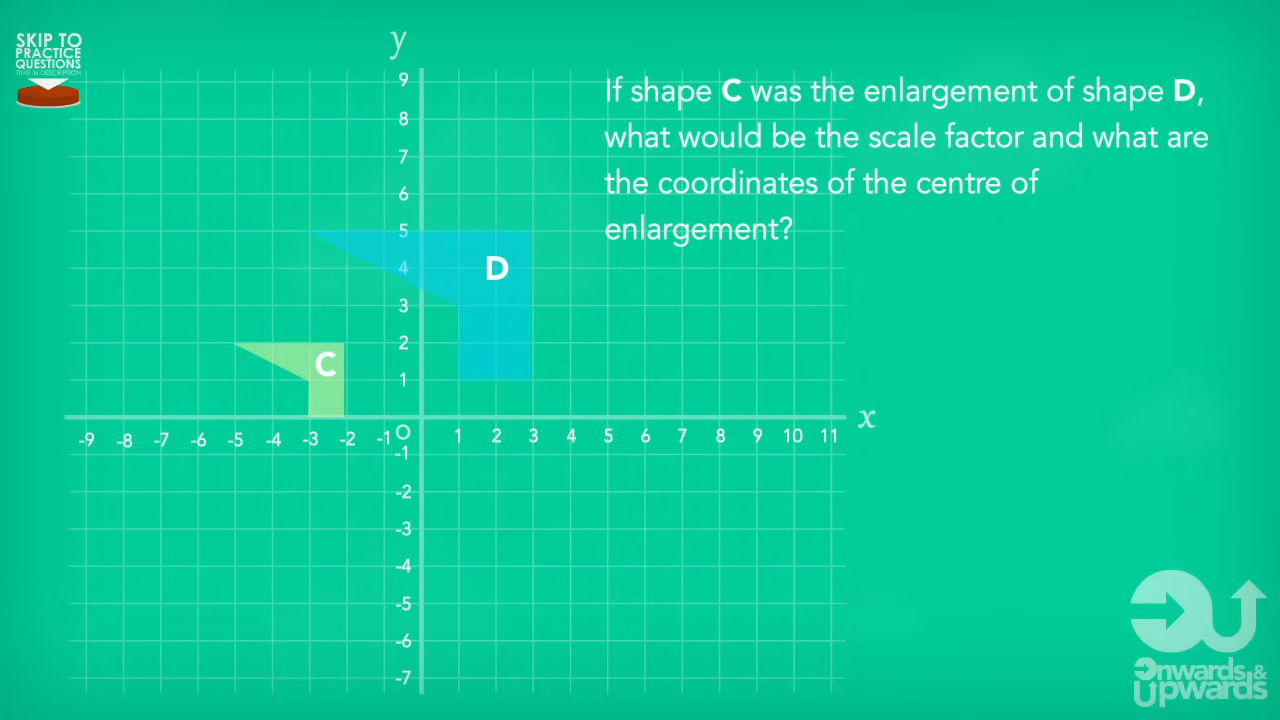 SKIP TO
PRACTICE
QUESTIONS
TIME IN DESCRIPTION
y
If shape C was the enlargement of shape D,
what would be the scale factor and what are
the coordinates of the centre of
enlargement?
9
8
7
6
5
4
3
2
1
D
C
x
-9 -8 -7 -6 -5 -4 -3 -2 -1 O 1 2 3 4 5 6 7 8 9 10 11
-1
-2
-3
-4
-5
-6
-7
Onwards &
Upwards